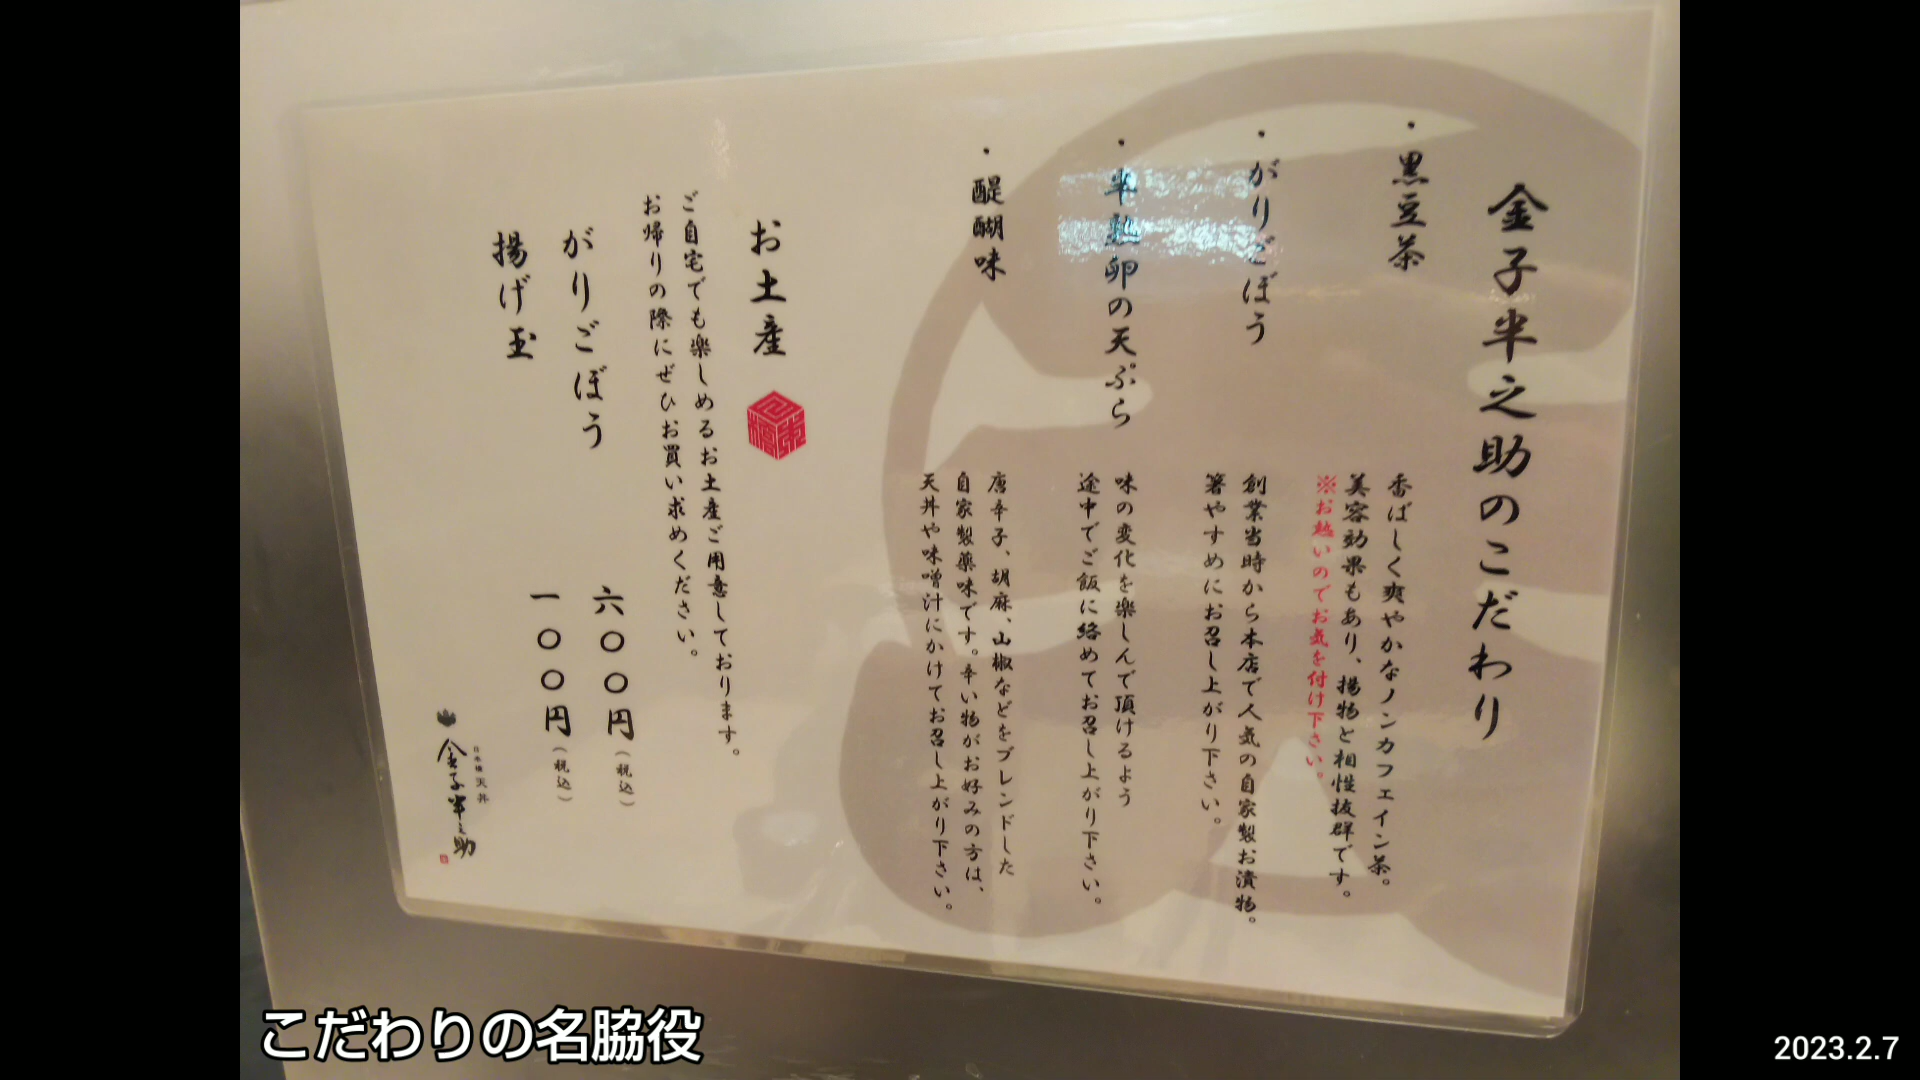 金子半之助のこだわり
・黒豆茶
香ばしく爽やかなノンカフェイン茶。
美容効果もあり、揚物と相性抜群です。
※お熱いのでお気を付け下さい。
・がりごぼう
創業当時から本店で人気の自家製お漬物。
箸やすめにお召し上がり下さい。
・半熟卵の天ぷら
味の変化を楽しんで頂けるよう
途中でご飯に絡めてお召し上がり下さい。
・醍醐味
唐辛子、胡麻、山椒などをブレンドした
自家製薬味です。辛い物がお好みの方は、
天丼や味噌汁にかけてお召し上がり下さい。
お土産
ご自宅でも楽しめるお土産ご用意しております。
お帰りの際にぜひお買い求めください。
がりごぼう 六〇〇円(税込)
揚げ玉 一〇〇円(税込)
日本橋 天丼
金子半之助
こだわりの名脇役
2023.2.7